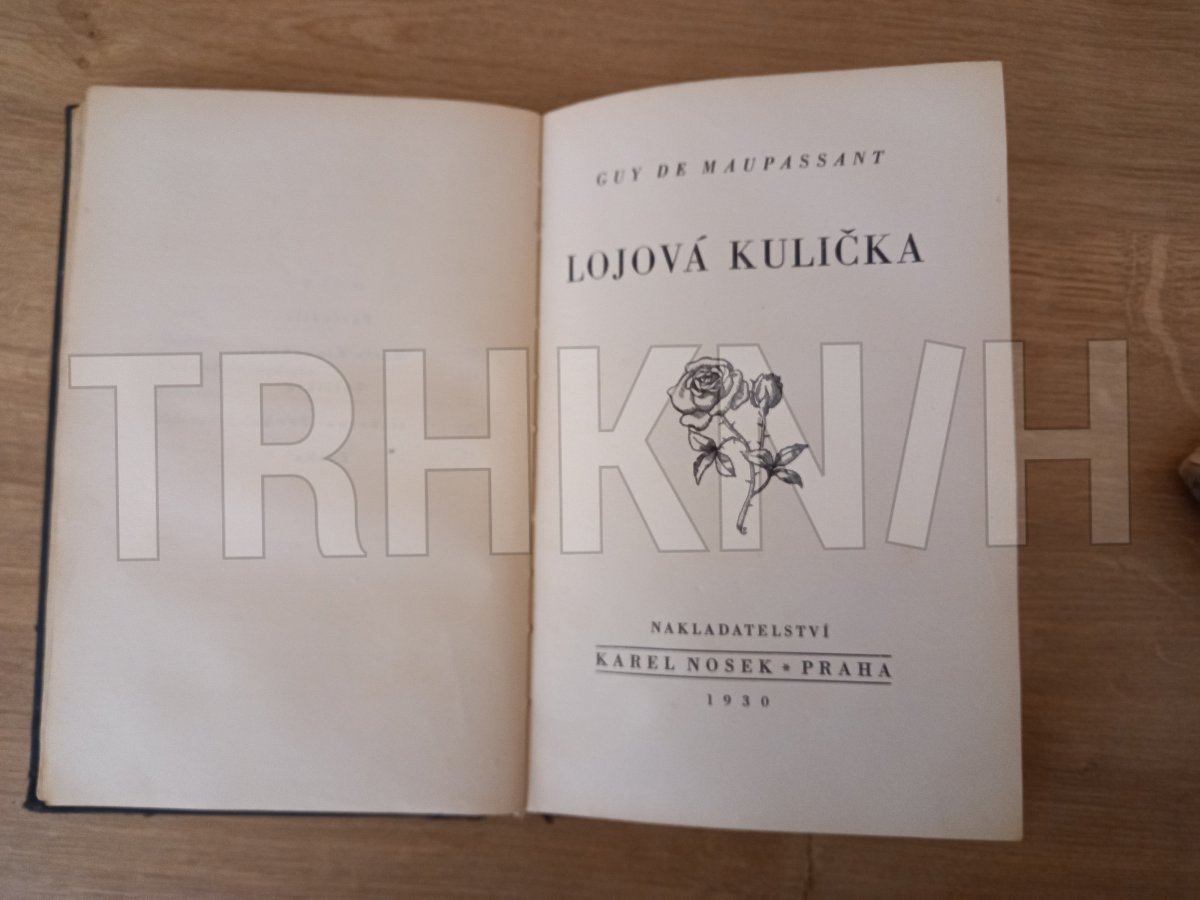 GUY DE MAUPASSANT
LOJOVÁ KULIČKA
TRHKNIH
NAKLADATELSTVÍ
KAREL NOSEK * PRAHA
1930